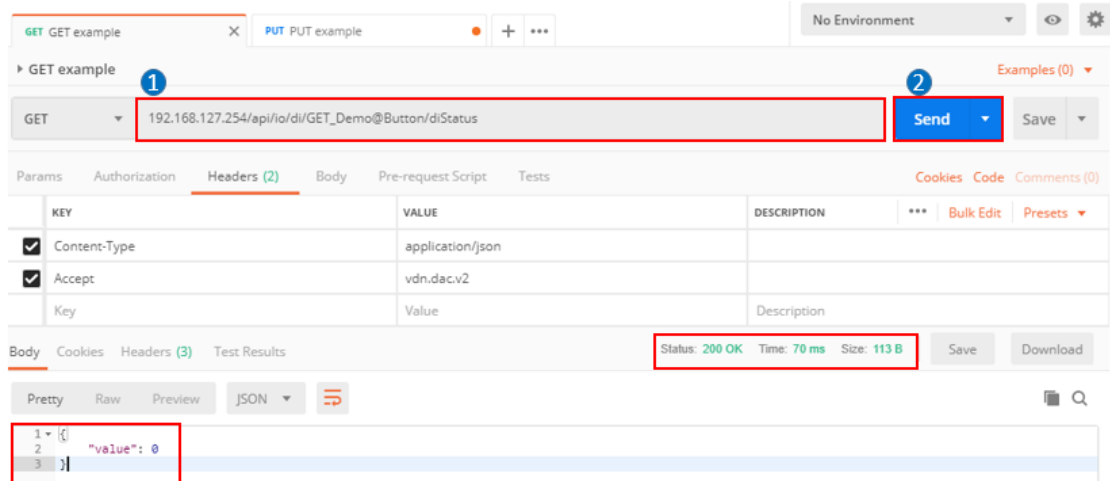 GET GET example PUT PUT example No Environment
GET example Examples (0)
1 2
GET 192.168.127.254/api/io/di/GET_Demo@Button/diStatus Send Save
Params Authorization Headers (2) Body Pre-request Script Tests Cookies Code Comments (0)
KEY VALUE DESCRIPTION Bulk Edit Presets
Content-Type application/json
Accept vdn.dac.v2
Key Value Description
Body Cookies Headers (3) Test Results Status: 200 OK Time: 70 ms Size: 113 B Save Download
Pretty Raw Preview JSON
1 {
2 "value": 0
3 }